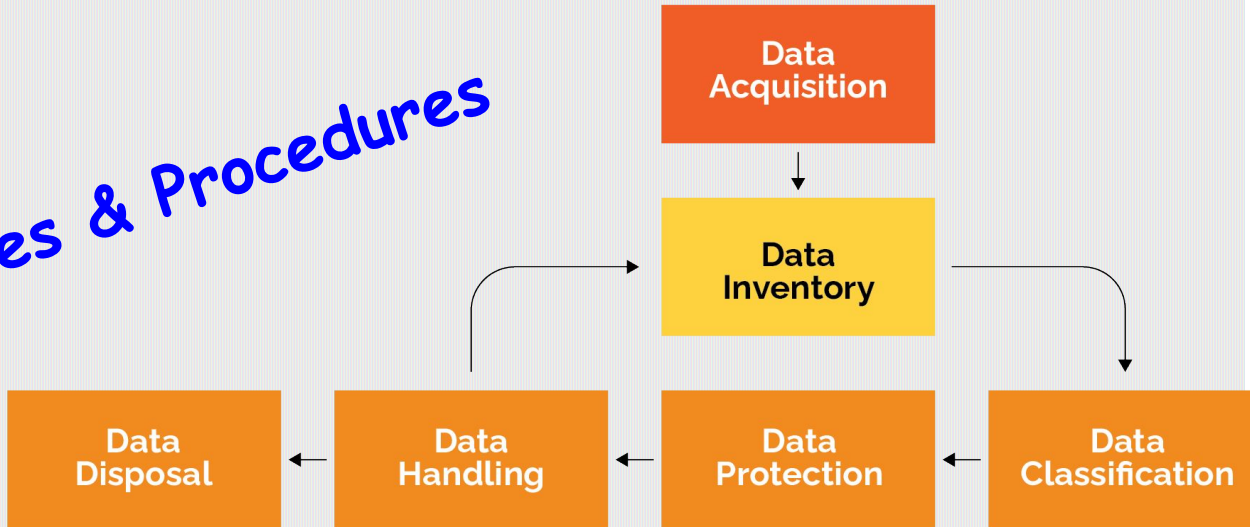 es & Procedures
Data
Acquisition
Data
Inventory
Data
Disposal
Data
Handling
Data
Protection
Data
Classification